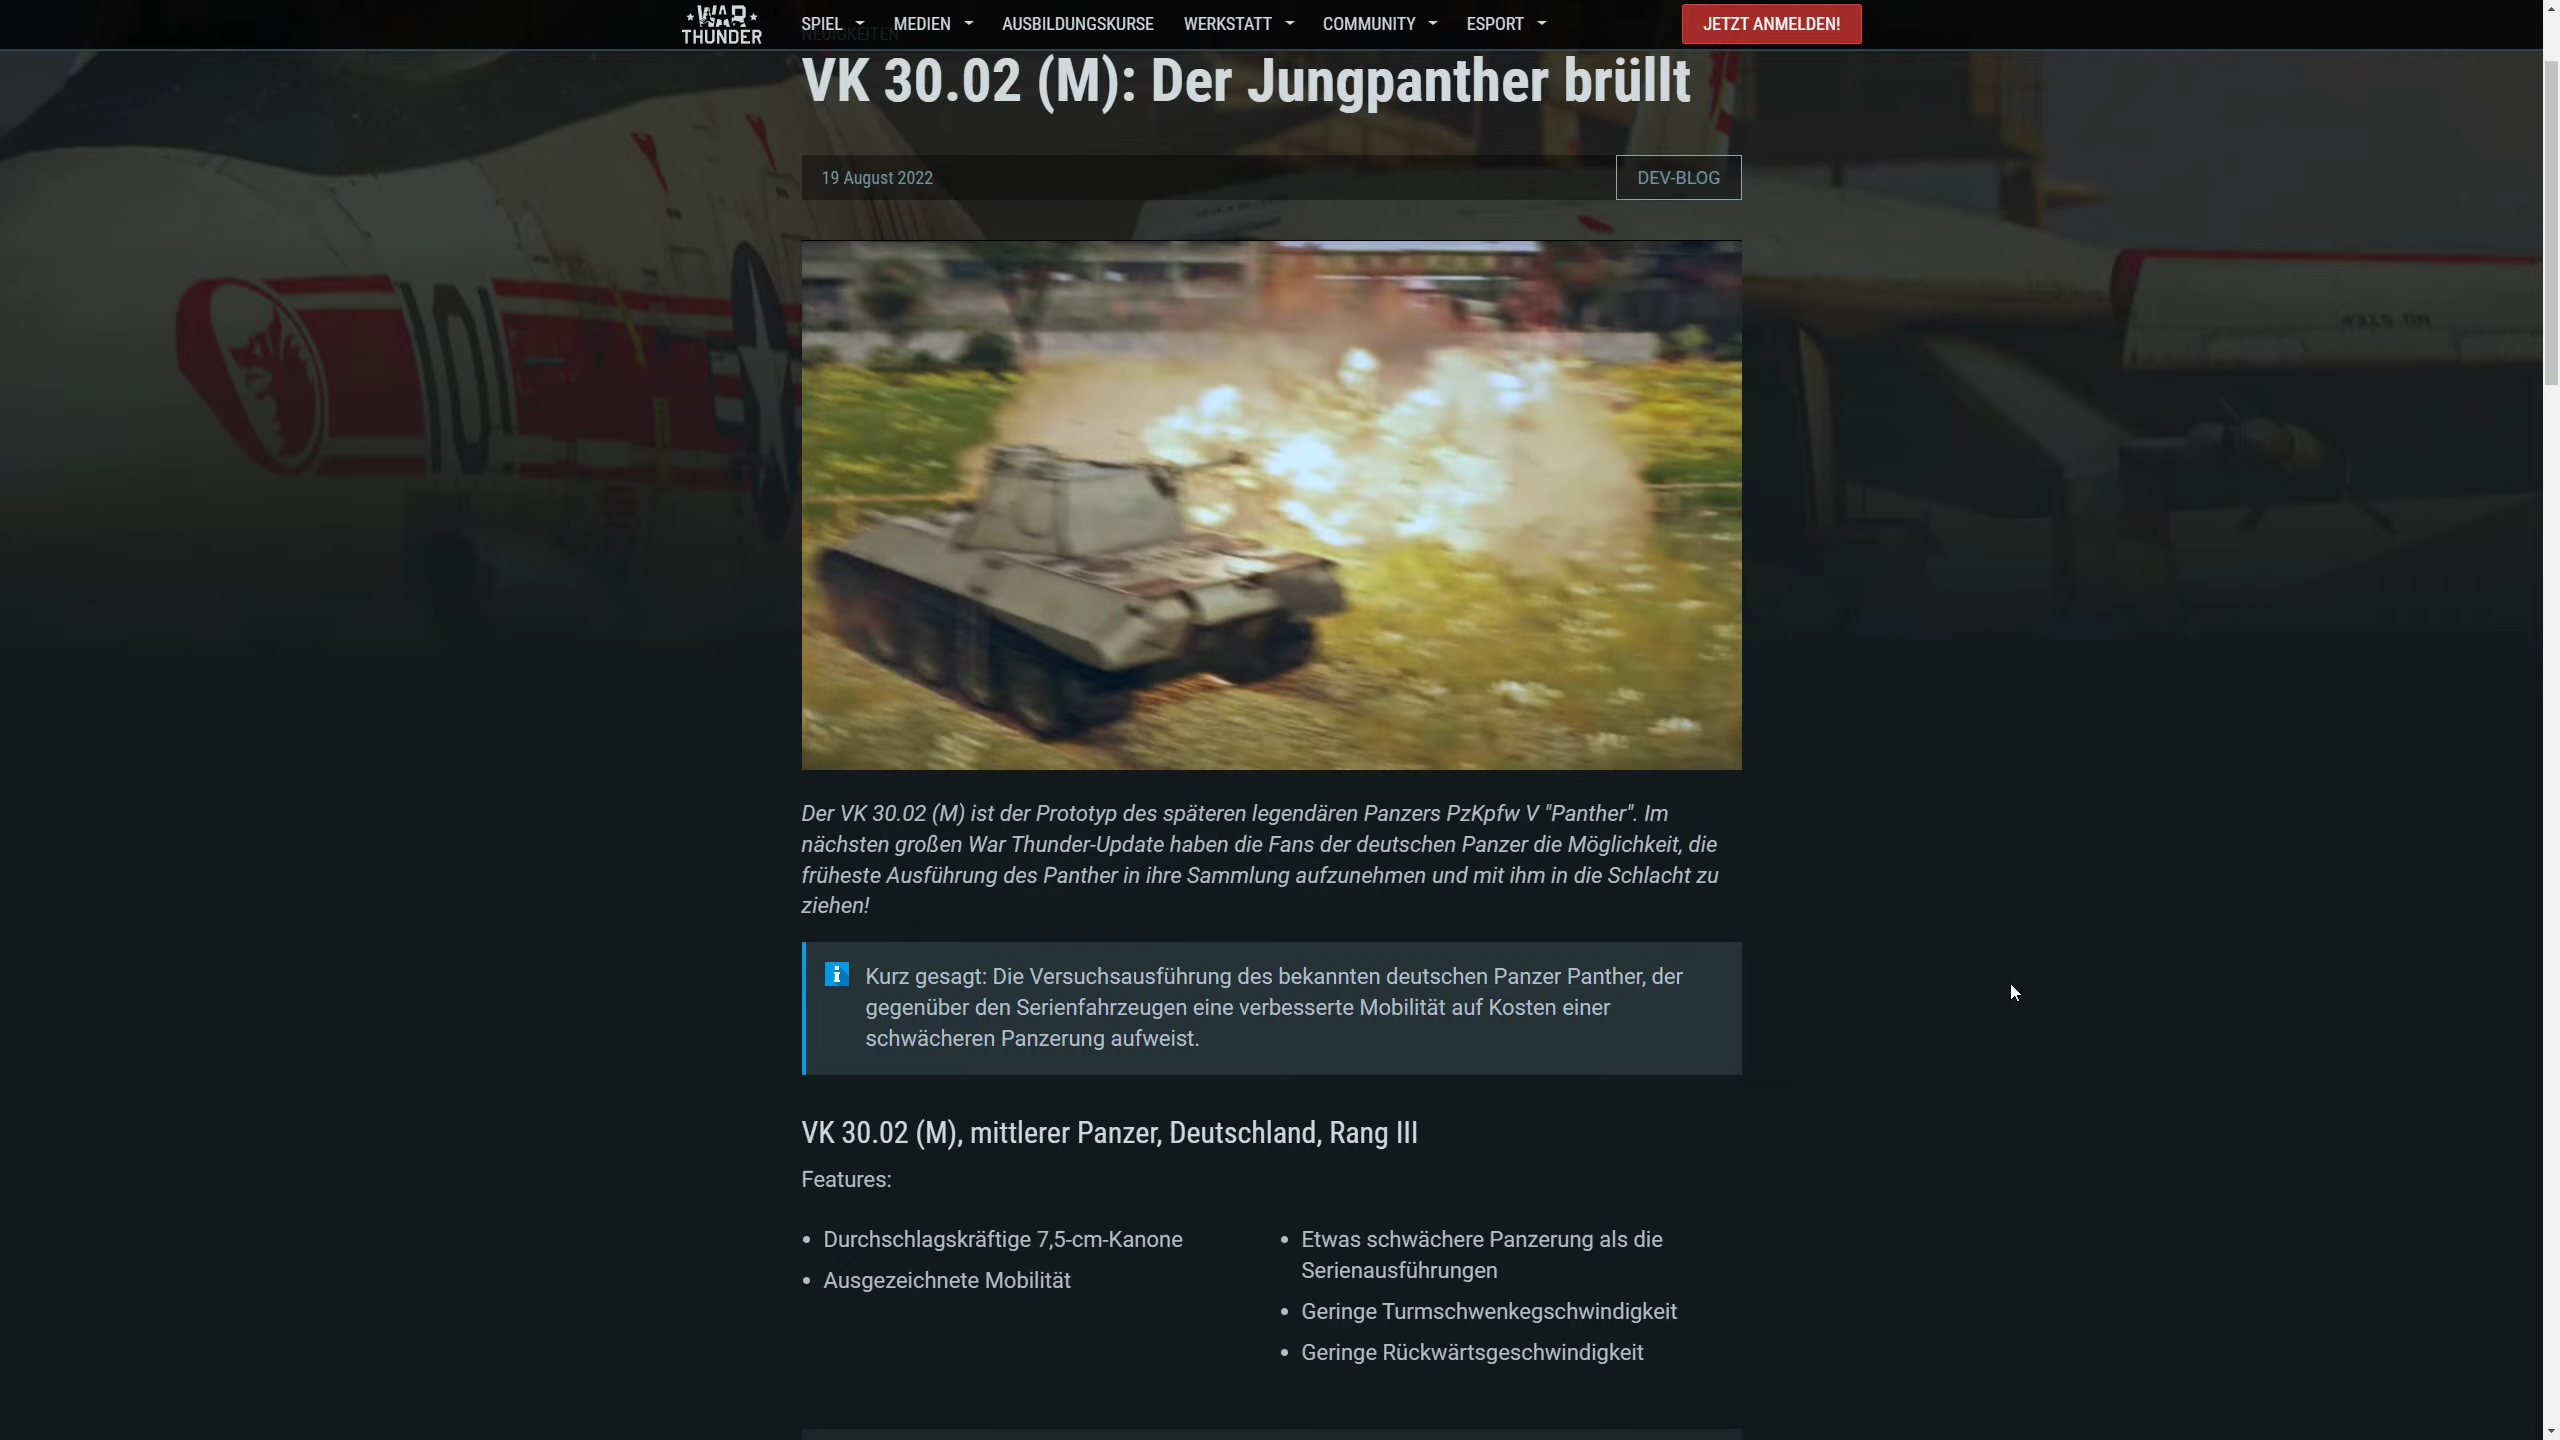 WAR
THUNDER
SPIEL
MEDIEN
AUSBILDUNGSKURSE
WERKSTATT
COMMUNITY
ESPORT
JETZT ANMELDEN!
NEUIGKEITEN
VK 30.02 (M): Der Jungpanther brüllt
19 August 2022
DEV-BLOG
101
Der VK 30.02 (M) ist der Prototyp des späteren legendären Panzers PzKpfw V "Panther". Im
nächsten großen War Thunder-Update haben die Fans der deutschen Panzer die Möglichkeit, die
früheste Ausführung des Panther in ihre Sammlung aufzunehmen und mit ihm in die Schlacht zu
ziehen!
Kurz gesagt: Die Versuchsausführung des bekannten deutschen Panzer Panther, der
gegenüber den Serienfahrzeugen eine verbesserte Mobilität auf Kosten einer
schwächeren Panzerung aufweist.
VK 30.02 (M), mittlerer Panzer, Deutschland, Rang III
Features:
• Durchschlagskräftige 7,5-cm-Kanone
• Ausgezeichnete Mobilität
• Etwas schwächere Panzerung als die
Serienausführungen
• Geringe Turmschwenkegschwindigkeit
• Geringe Rückwärtsgeschwindigkeit